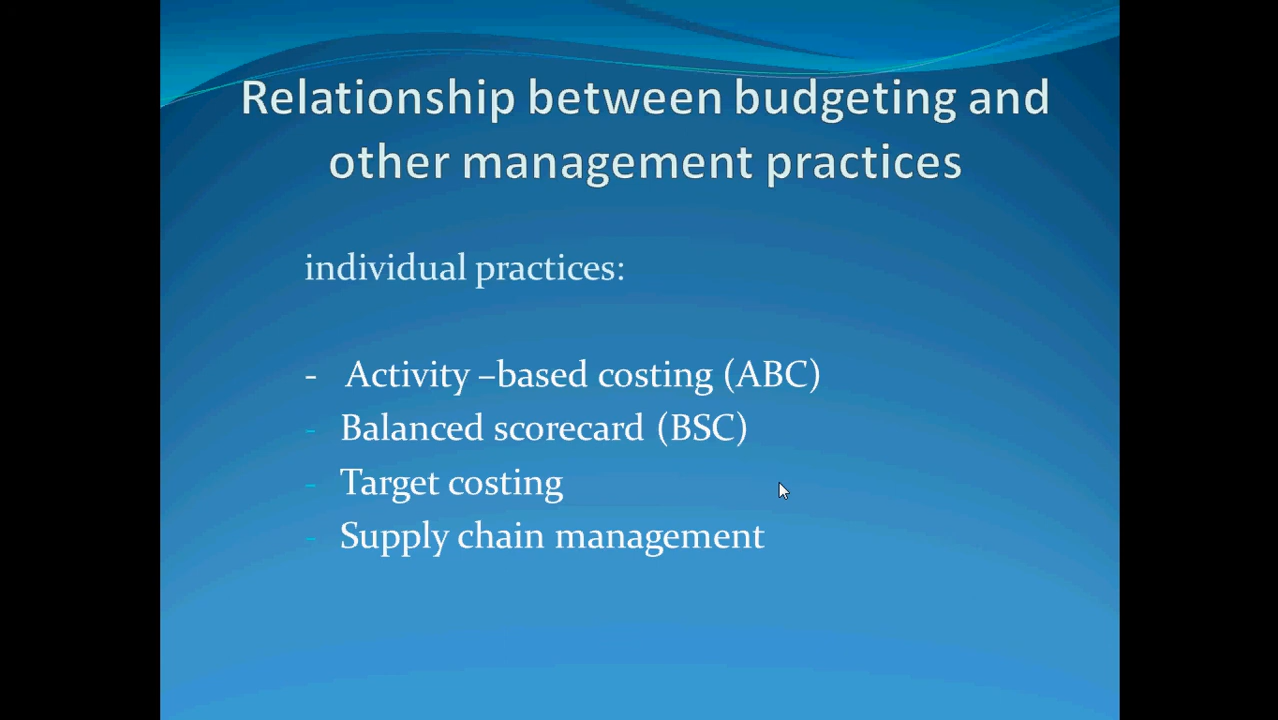 Relationship between budgeting and
other management practices
individual practices:
- Activity –based costing (ABC)
- Balanced scorecard (BSC)
- Target costing
- Supply chain management